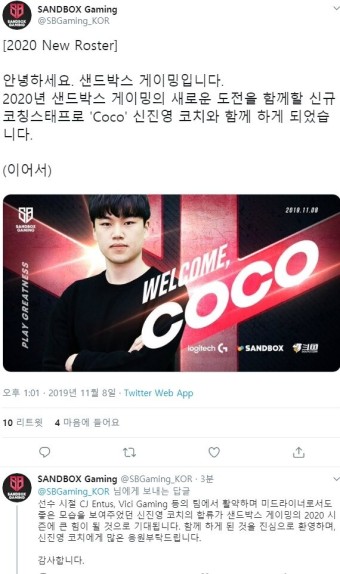 SANDBOX Gaming
@SBGaming_KOR
[2020 New Roster]
안녕하세요. 샌드박스 게이밍입니다.
2020년 샌드박스 게이밍의 새로운 도전을 함께할 신규
코칭스태프로 'Coco' 신진영 코치와 함께 하게 되었습
니다.
(이어서)
SANDBOX
GAMING
2019.11.08
PLAY GREATNESS
WELCOME,
COCO
logitech G
SANDBOX
오후 1:01 · 2019년 11월 8일 · Twitter Web App
10 리트윗 4 마음에 들어요
SANDBOX Gaming @SBGaming_KOR · 3분
@SBGaming_KOR 님에게 보내는 답글
선수 시절 CJ Entus, Vici Gaming 등의 팀에서 활약하며 미드라이너로서도
좋은 모습을 보여주었던 신진영 코치의 합류가 샌드박스 게이밍의 2020 시
즌에 큰 힘이 될 것으로 기대됩니다. 함께 하게 된 것을 진심으로 환영하며,
신진영 코치에게 많은 응원부탁드립니다.
감사합니다.